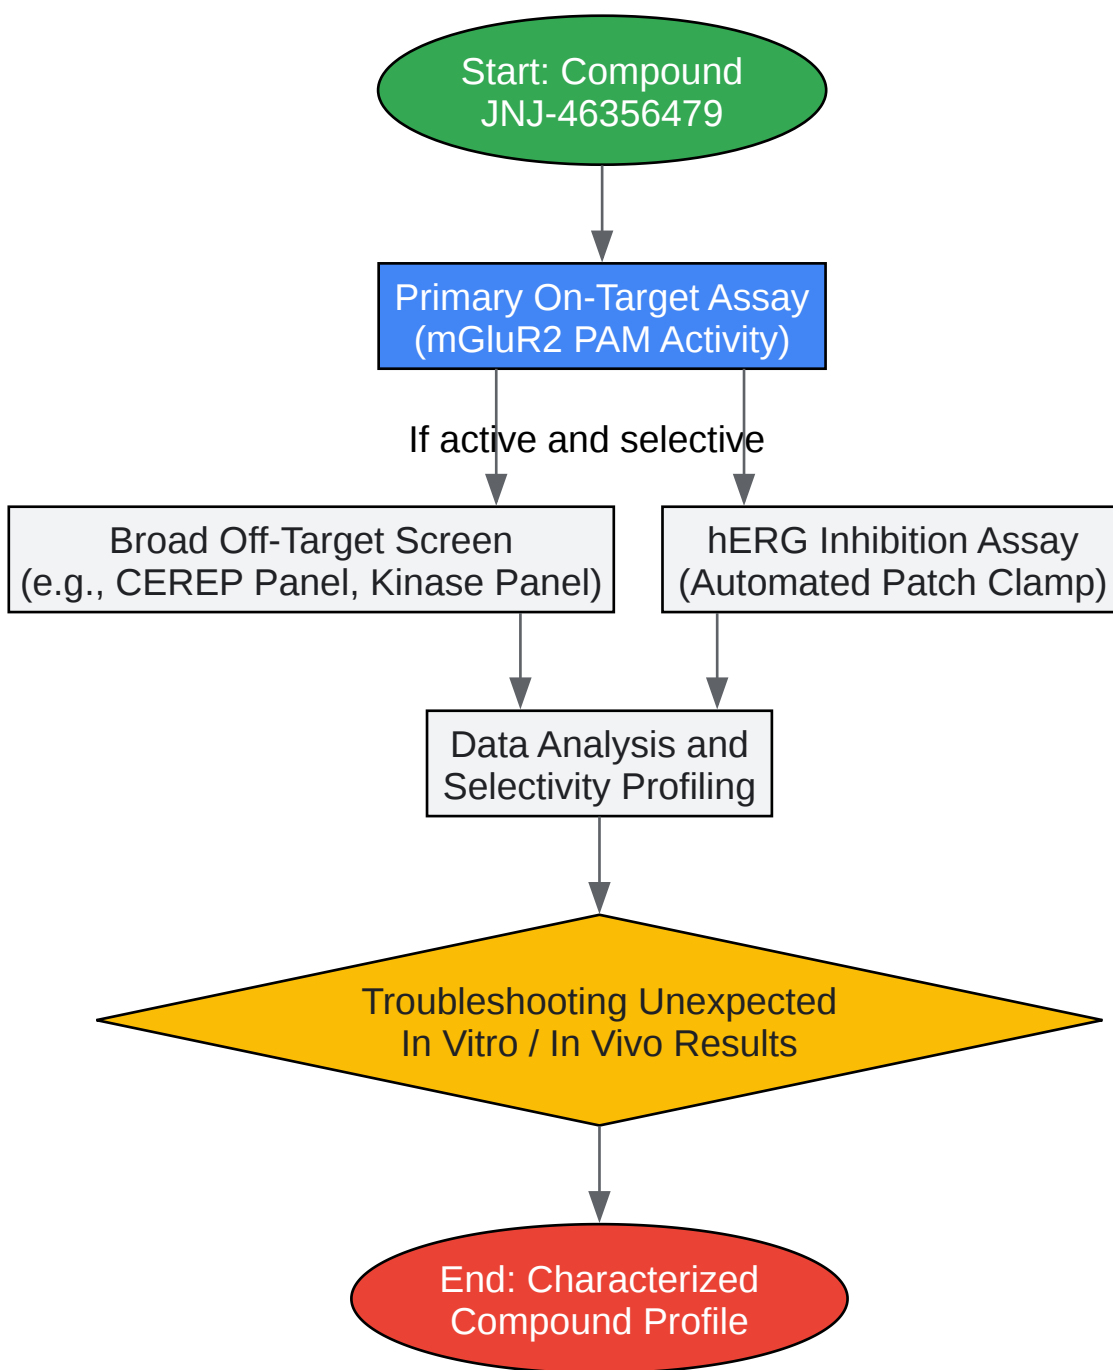 Start: Compound
JNJ-46356479
Primary On-Target Assay
(mGluR2 PAM Activity)
If active and selective
Broad Off-Target Screen
(e.g., CEREP Panel, Kinase Panel)
hERG Inhibition Assay
(Automated Patch Clamp)
Data Analysis and
Selectivity Profiling
Troubleshooting Unexpected
In Vitro / In Vivo Results
End: Characterized
Compound Profile